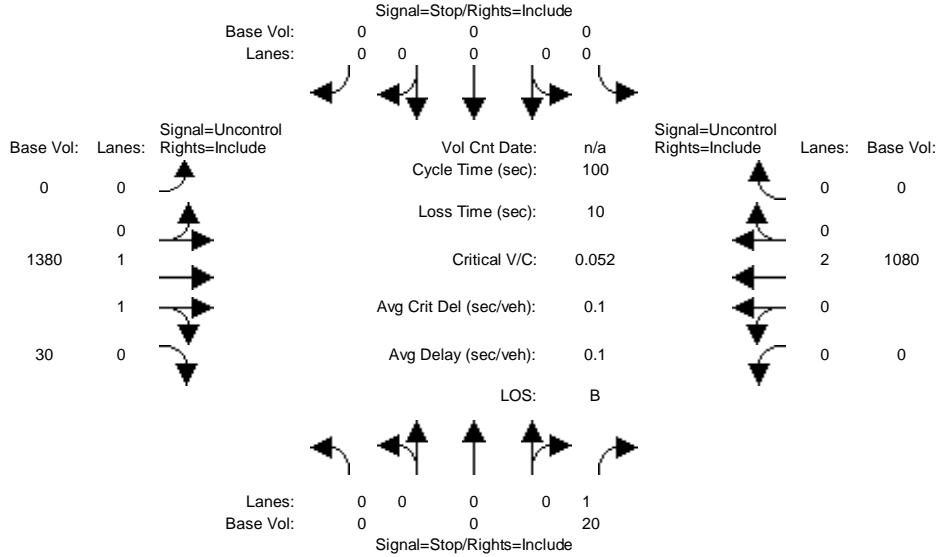 Signal=Stop/Rights=Include
Base Vol: 0 0 0
Lanes: 0 0 0 0 0
Signal=Uncontrol
Rights=Include
Signal=Uncontrol
Rights=Include
Base Vol: Lanes: Vol Cnt Date: n/a Lanes: Base Vol:
Cycle Time (sec): 100
0 0 0 0
Loss Time (sec): 10
0 0
1380 1 Critical V/C: 0.052 2 1080
1 Avg Crit Del (sec/veh): 0.1 0
30 0 Avg Delay (sec/veh): 0.1 0 0
LOS: B
Lanes: 0 0 0 0 1
Base Vol: 0 0 20
Signal=Stop/Rights=Include